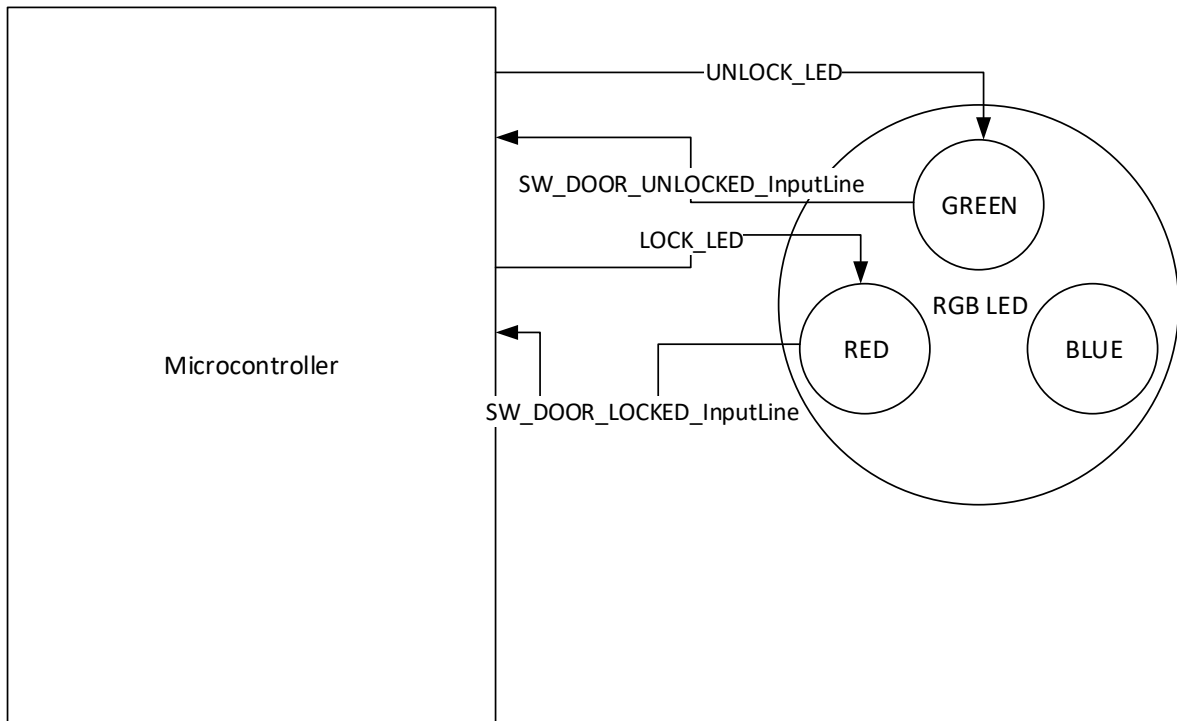 UNLOCK_LED
SW_DOOR_UNLOCKED_InputLine
GREEN
LOCK_LED
RGB LED
Microcontroller
RED
BLUE
SW_DOOR_LOCKED_InputLine